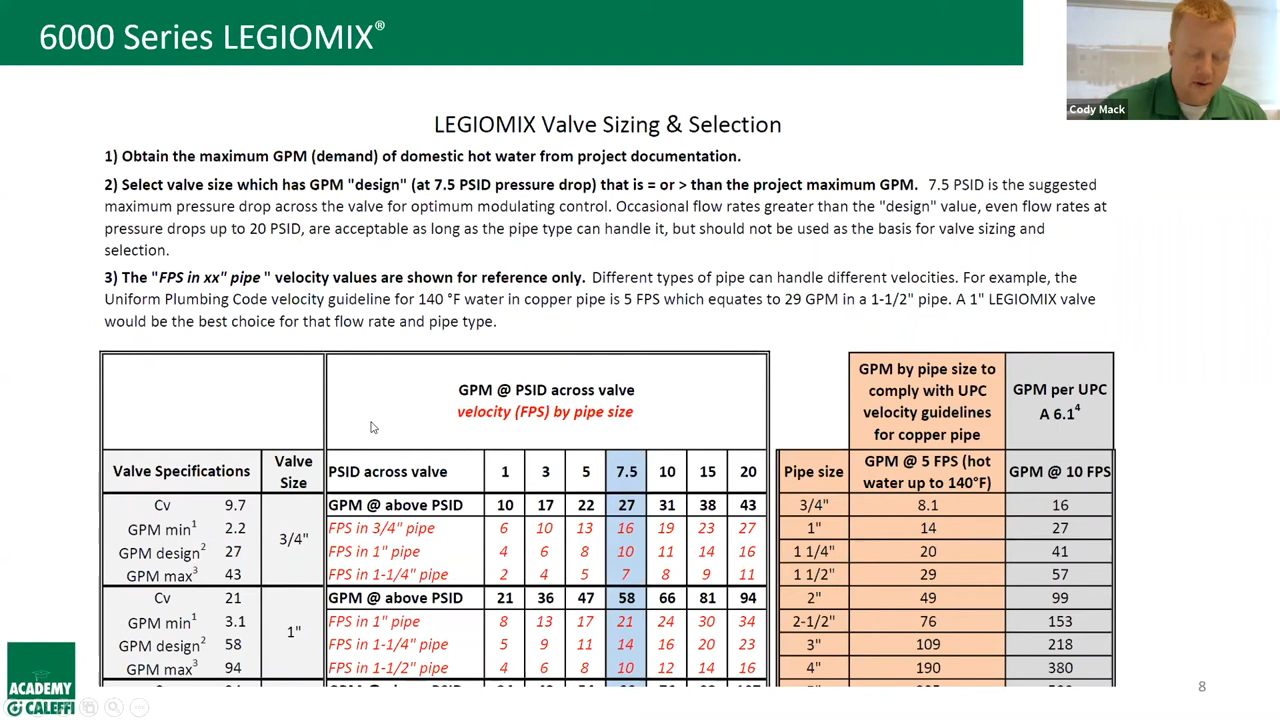 6000 Series LEGIOMIX®
Cody Mack
LEGIOMIX Valve Sizing & Selection
1) Obtain the maximum GPM (demand) of domestic hot water from project documentation.
2) Select valve size which has GPM "design" (at 7.5 PSID pressure drop) that is = or > than the project maximum GPM. 7.5 PSID is the suggested
maximum pressure drop across the valve for optimum modulating control. Occasional flow rates greater than the "design" value, even flow rates at
pressure drops up to 20 PSID, are acceptable as long as the pipe type can handle it, but should not be used as the basis for valve sizing and
selection.
3) The "FPS in xx" pipe " velocity values are shown for reference only. Different types of pipe can handle different velocities. For example, the
Uniform Plumbing Code velocity guideline for 140 °F water in copper pipe is 5 FPS which equates to 29 GPM in a 1-1/2" pipe. A 1" LEGIOMIX valve
would be the best choice for that flow rate and pipe type.
GPM @ PSID across valve
velocity (FPS) by pipe size
GPM by pipe size to
comply with UPC
velocity guidelines
for copper pipe
GPM per UPC
A 6.1⁴
Valve Specifications Valve Size PSID across valve 1 3 5 7.5 10 15 20 Pipe size GPM @ 5 FPS (hot water up to 140°F) GPM @ 10 FPS
Cv 9.7 GPM @ above PSID 10 17 22 27 31 38 43 3/4" 8.1 16
GPM min¹ 2.2 3/4" FPS in 3/4" pipe 6 10 13 16 19 23 27 1" 14 27
GPM design² 27 FPS in 1" pipe 4 6 8 10 11 14 16 1 1/4" 20 41
GPM max³ 43 FPS in 1-1/4" pipe 2 4 5 7 8 9 11 1 1/2" 29 57
Cv 21 GPM @ above PSID 21 36 47 58 66 81 94 2" 49 99
GPM min¹ 3.1 1" FPS in 1" pipe 8 13 17 21 24 30 34 2-1/2" 76 153
GPM design² 58 FPS in 1-1/4" pipe 5 9 11 14 16 20 23 3" 109 218
GPM max³ 94 FPS in 1-1/2" pipe 4 6 8 10 12 14 16 4" 190 380
ACADEMY
CALEFFI
8